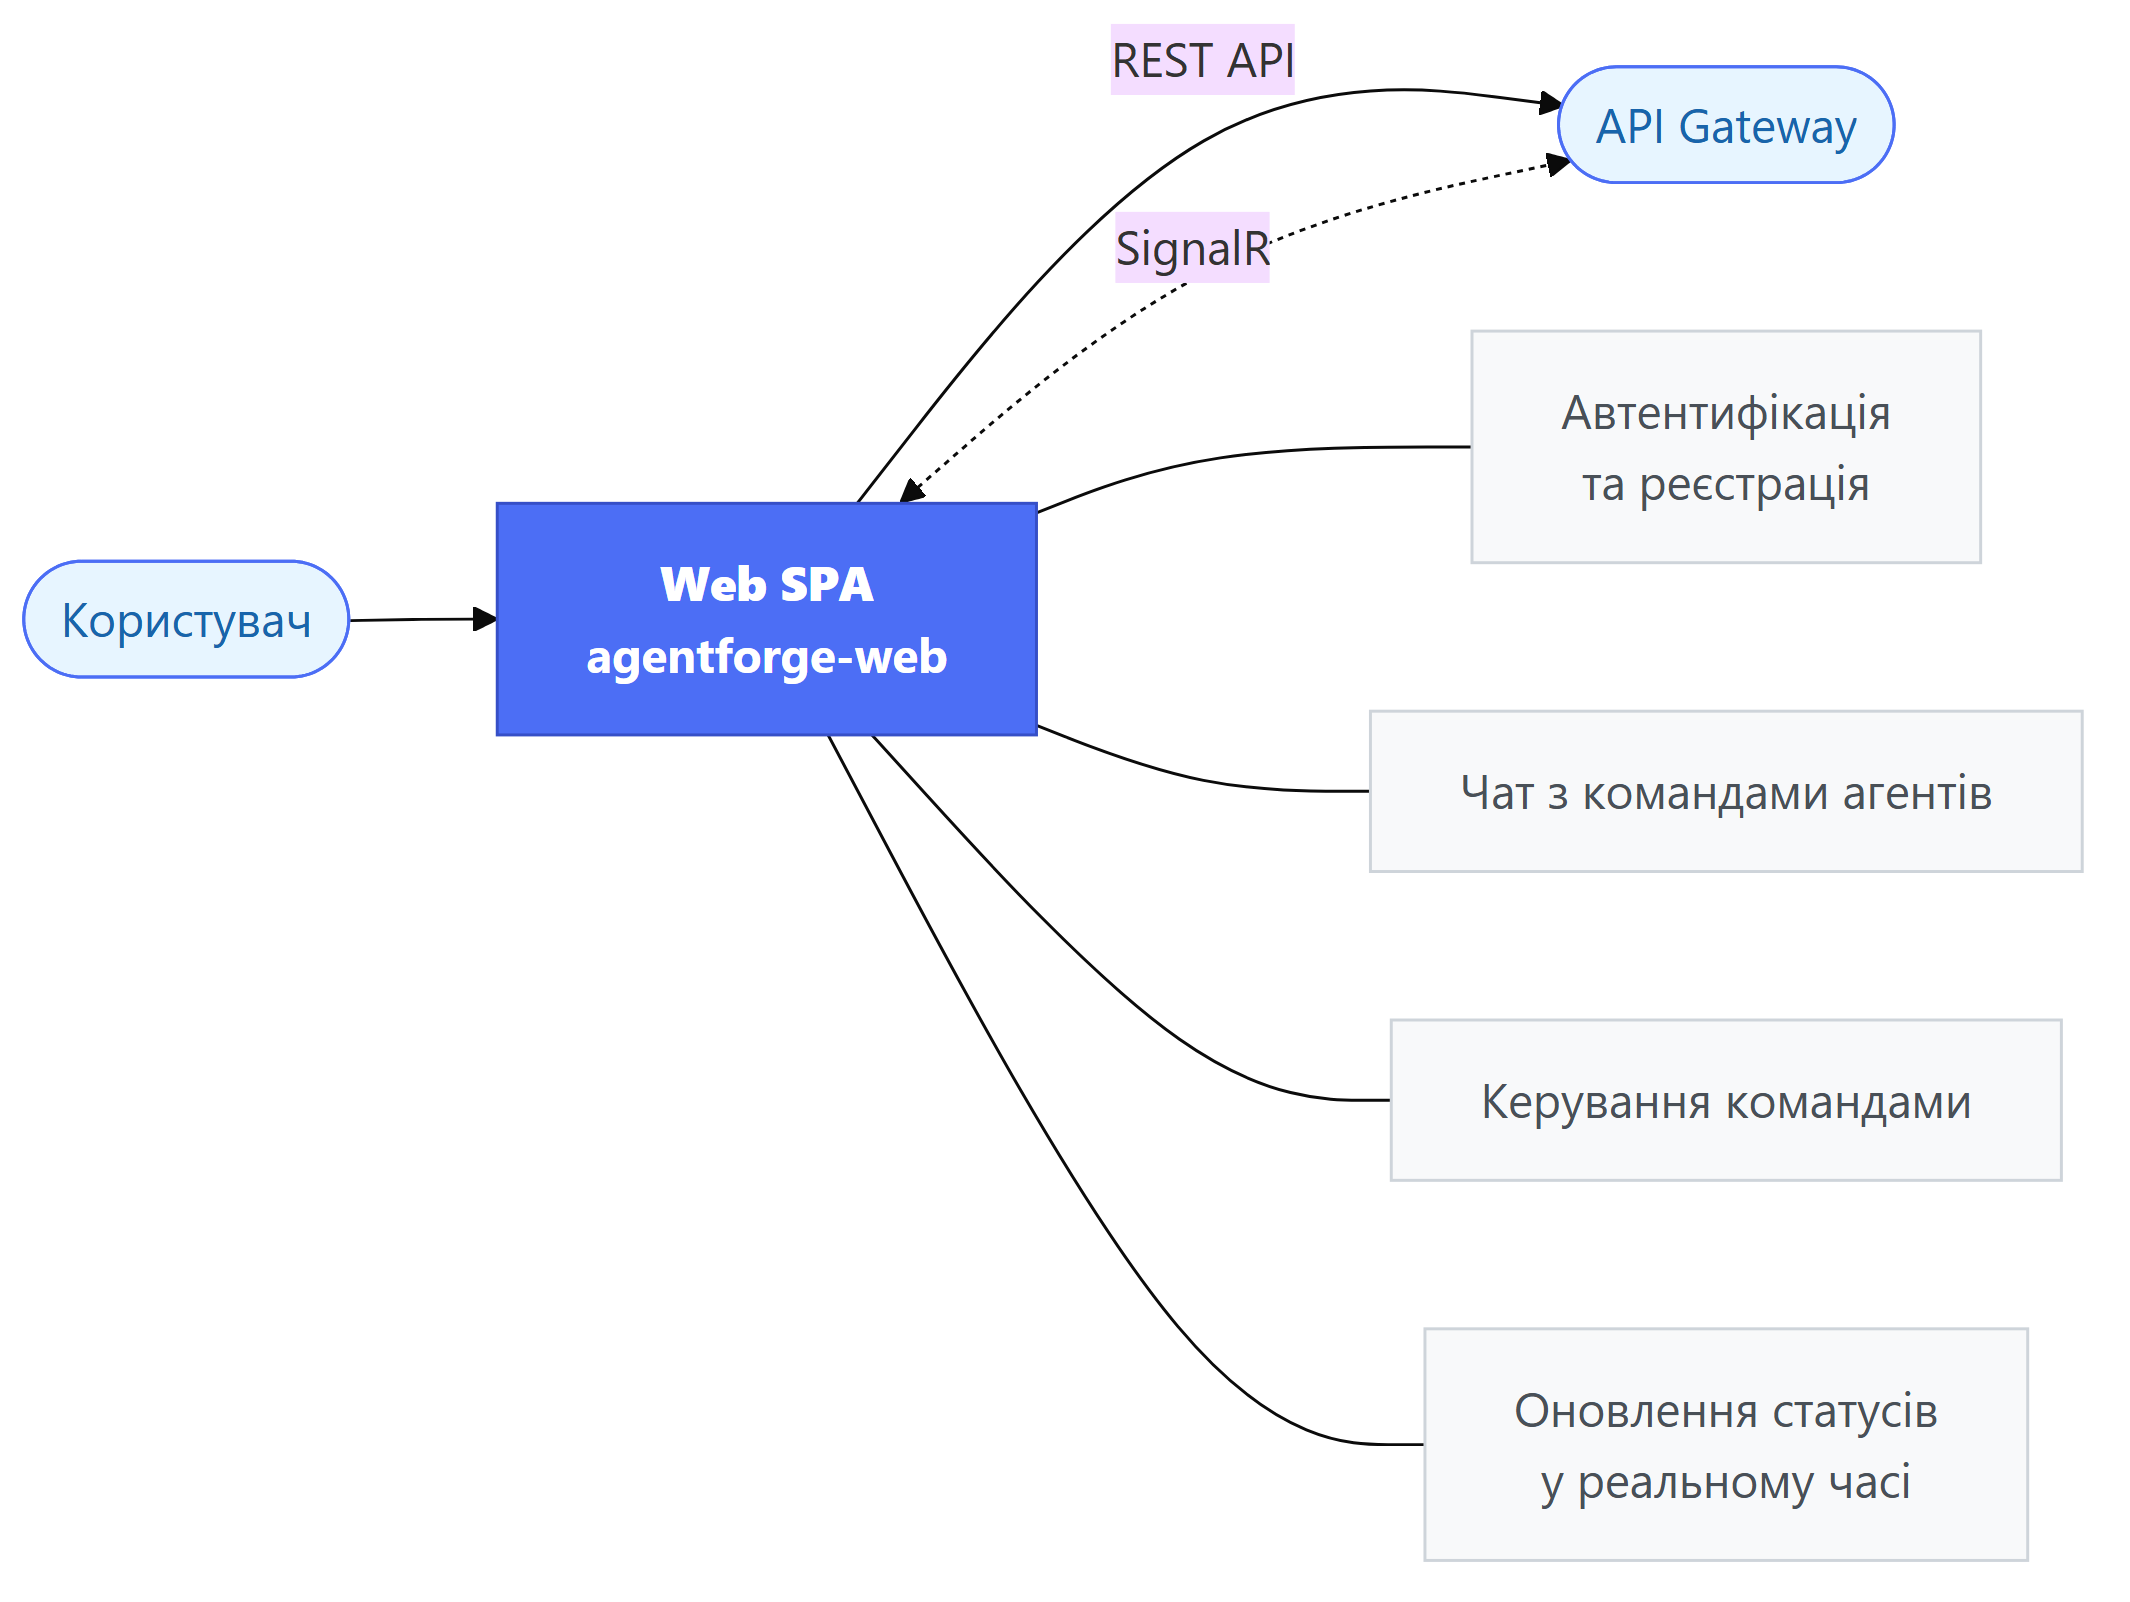 REST API
API Gateway
SignalR
Автентифікація
та реєстрація
Web SPA
agentforge-web
Користувач
Чат з командами агентів
Керування командами
Оновлення статусів
у реальному часі